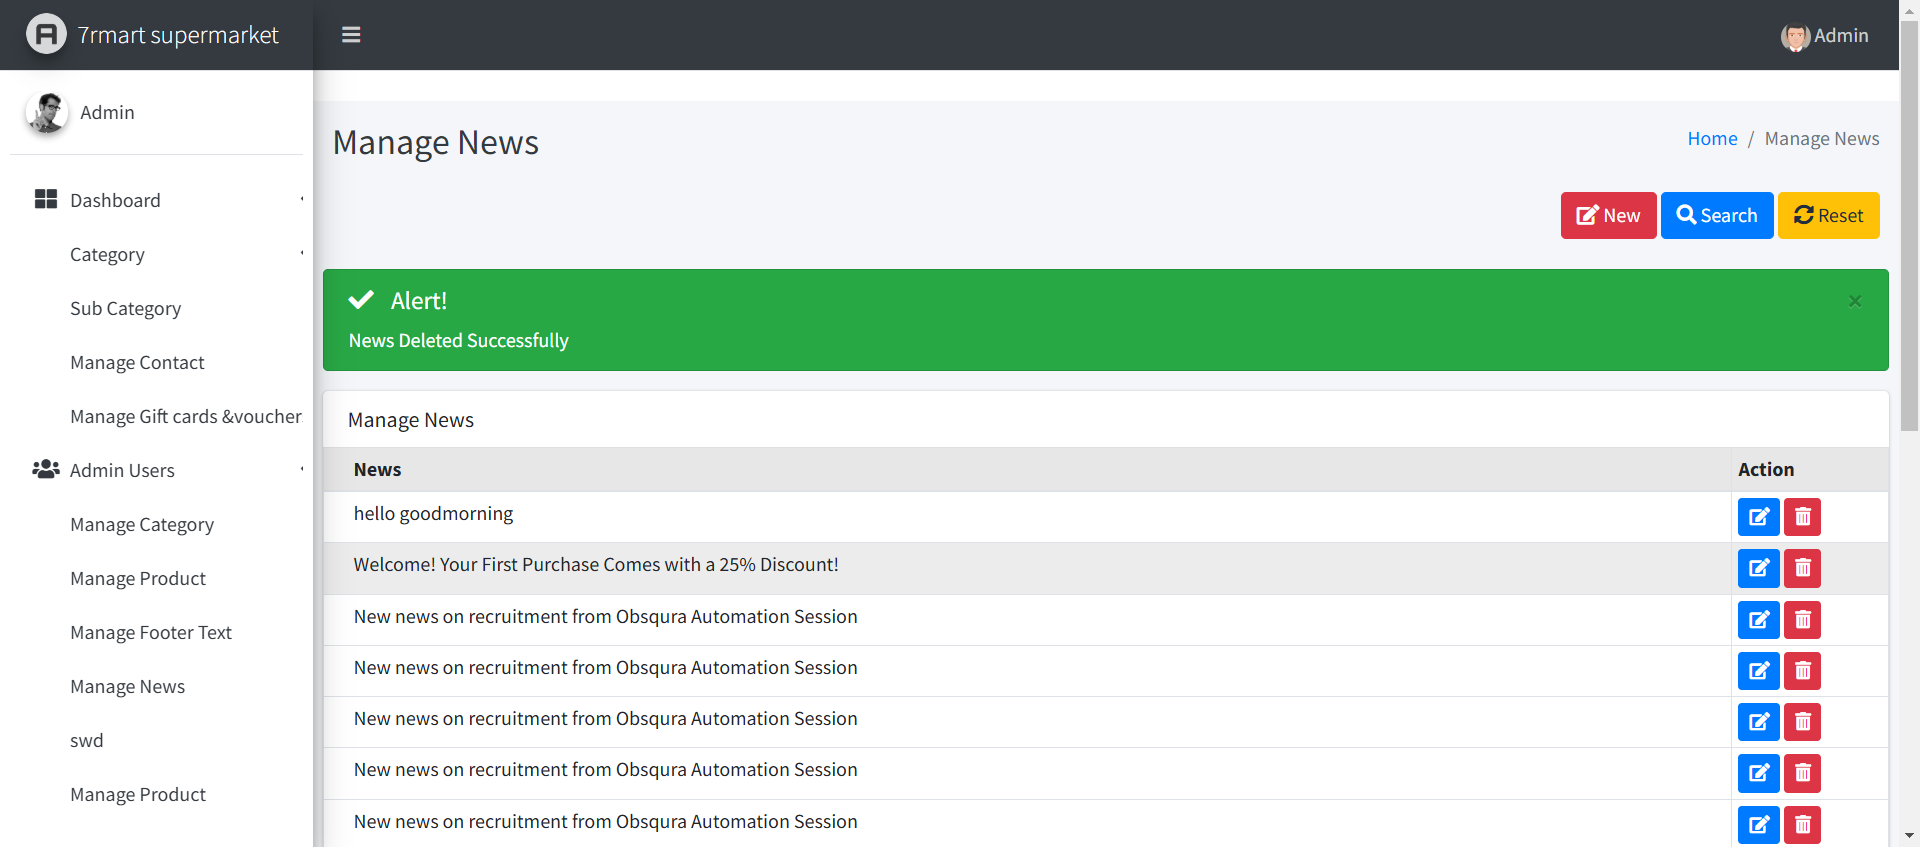 7rmart supermarket
Admin
Admin
Dashboard
Category
Sub Category
Manage Contact
Manage Gift cards &voucher
Admin Users
Manage Category
Manage Product
Manage Footer Text
Manage News
swd
Manage Product
Manage News
Home / Manage News
New Search Reset
Alert!
×
News Deleted Successfully
Manage News
News Action
hello goodmorning
Welcome! Your First Purchase Comes with a 25% Discount!
New news on recruitment from Obsqura Automation Session
New news on recruitment from Obsqura Automation Session
New news on recruitment from Obsqura Automation Session
New news on recruitment from Obsqura Automation Session
New news on recruitment from Obsqura Automation Session